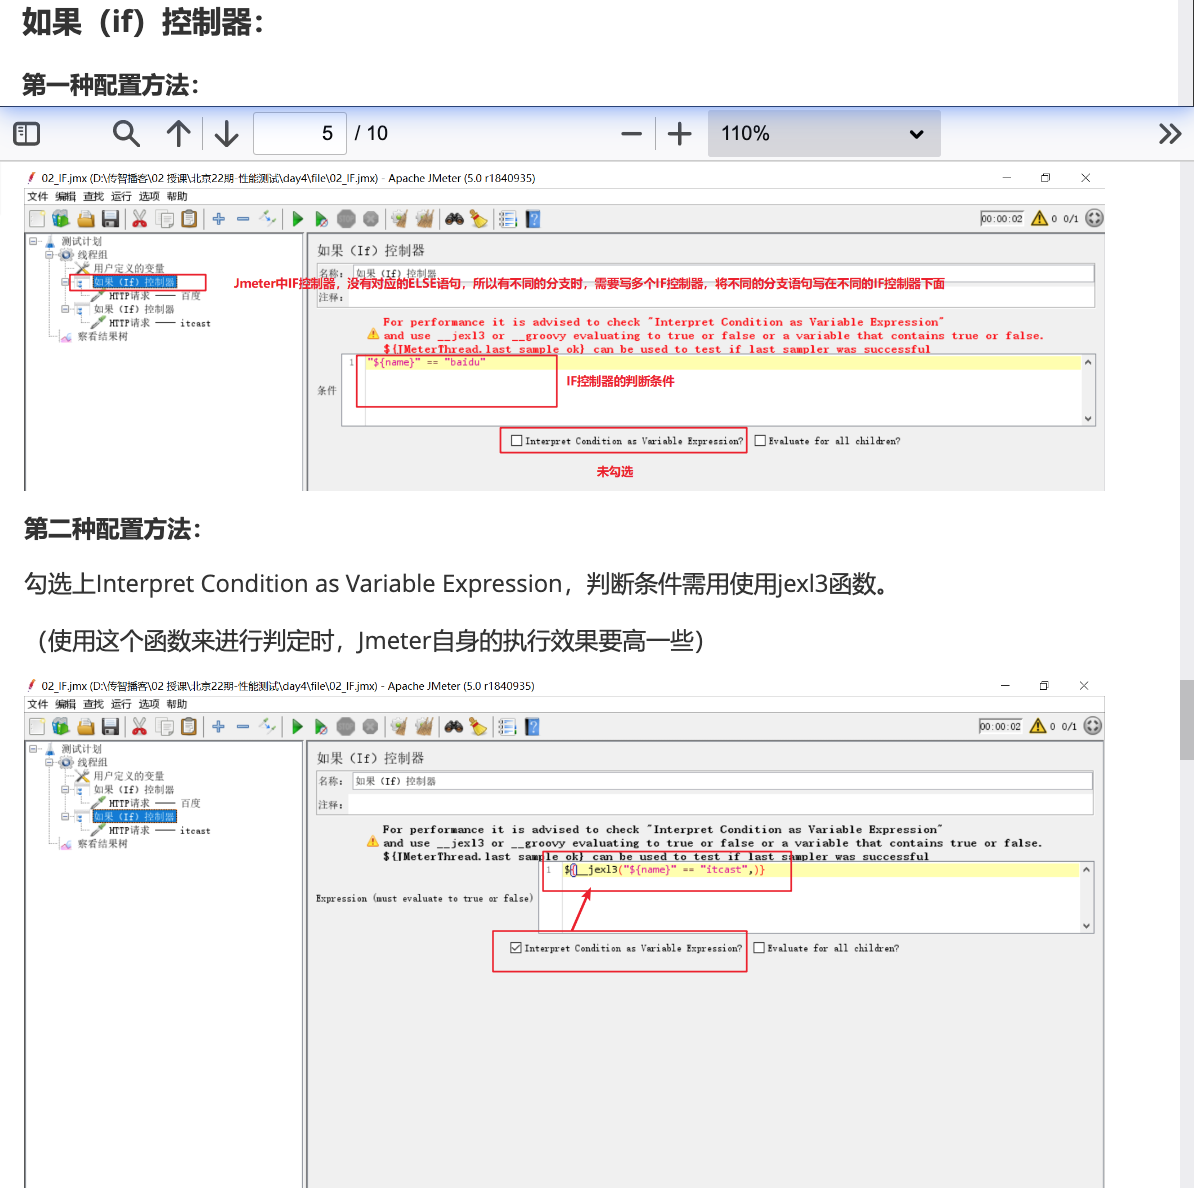 如果（if）控制器：
第一种配置方法：
5 / 10
110%
02_IF.jmx (D:\传智播客\02 授课\北京22期-性能测试\day4\file\02_IF.jmx) - Apache JMeter (5.0 r1840935)
文件 编辑 查找 运行 选项 帮助
00:00:02 0 0/1
测试计划
线程组
用户定义的变量
如果（If）控制器
HTTP请求 —— 百度
如果（If）控制器
HTTP请求 —— itcast
察看结果树
如果（If）控制器
名称： 如果（If）控制器
Jmeter中IF控制器，没有对应的ELSE语句，所以有不同的分支时，需要写多个IF控制器，将不同的分支语句写在不同的IF控制器下面
注释：
For performance it is advised to check "Interpret Condition as Variable Expression"
and use __jexl3 or __groovy evaluating to true or false or a variable that contains true or false.
${JMeterThread.last_sample_ok} can be used to test if last sampler was successful
1 "${name}" == "baidu"
IF控制器的判断条件
条件
Interpret Condition as Variable Expression? Evaluate for all children?
未勾选
第二种配置方法：
勾选上Interpret Condition as Variable Expression，判断条件需用使用jexl3函数。
（使用这个函数来进行判定时，Jmeter自身的执行效果要高一些）
02_IF.jmx (D:\传智播客\02 授课\北京22期-性能测试\day4\file\02_IF.jmx) - Apache JMeter (5.0 r1840935)
文件 编辑 查找 运行 选项 帮助
00:00:02 0 0/1
测试计划
线程组
用户定义的变量
如果（If）控制器
HTTP请求 —— 百度
如果（If）控制器
HTTP请求 —— itcast
察看结果树
如果（If）控制器
名称： 如果（If）控制器
注释：
For performance it is advised to check "Interpret Condition as Variable Expression"
and use __jexl3 or __groovy evaluating to true or false or a variable that contains true or false.
${JMeterThread.last_sample_ok} can be used to test if last sampler was successful
1 ${__jexl3("${name}" == "itcast",)}
Expression (must evaluate to true or false)
Interpret Condition as Variable Expression? Evaluate for all children?